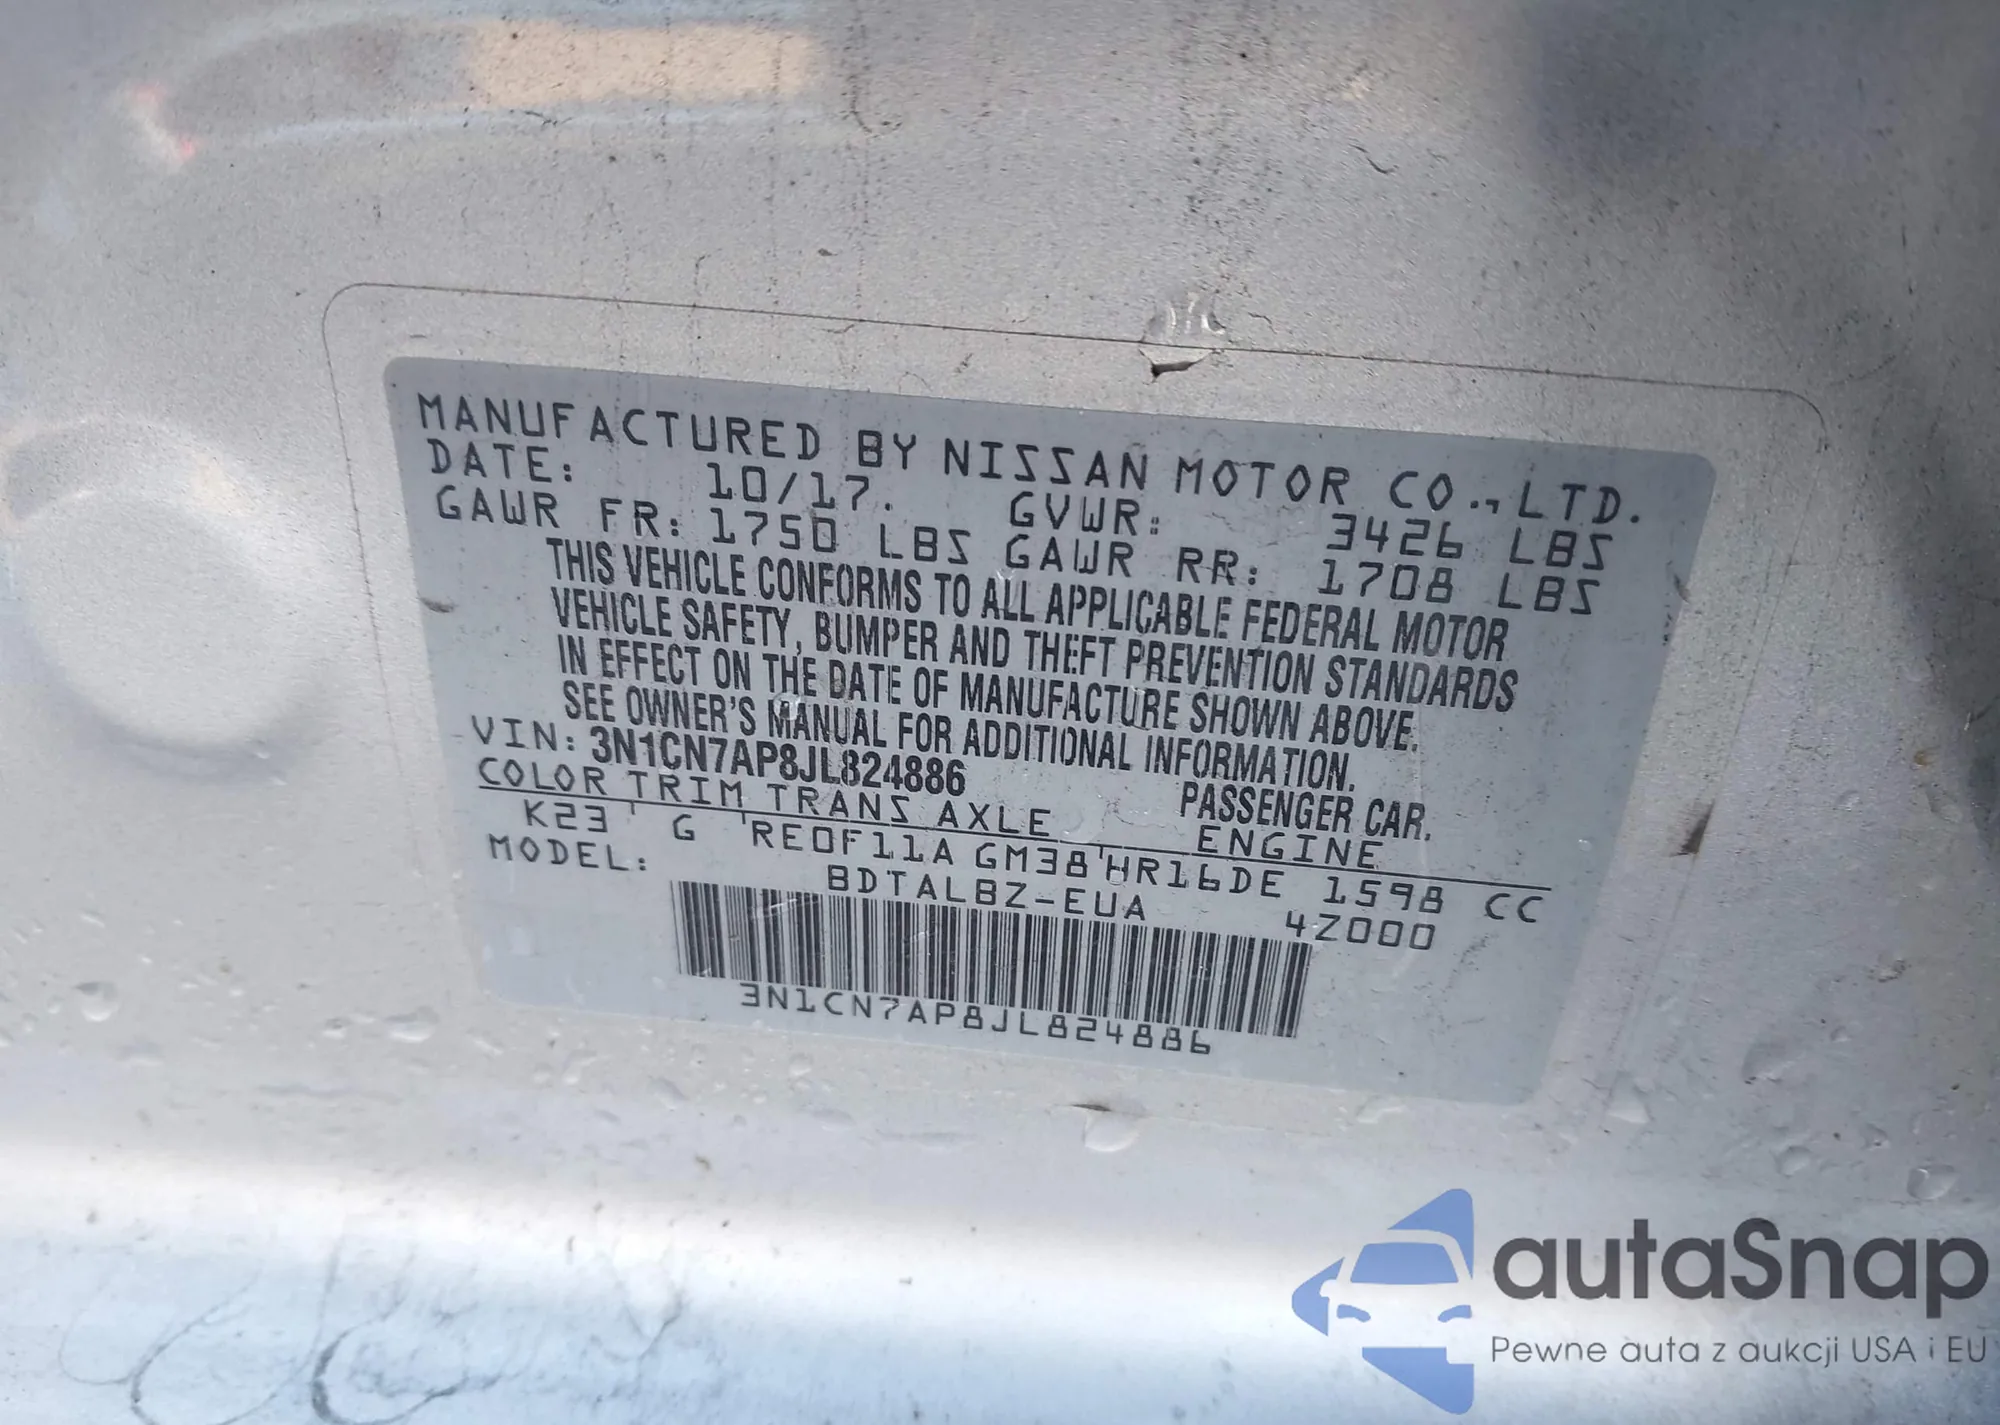 MANUFACTURED BY NISSAN MOTOR CO., LTD.
DATE: 10/17. GVWR: 3426 LBS
GAWR FR: 1750 LBS GAWR RR: 1708 LBS
THIS VEHICLE CONFORMS TO ALL APPLICABLE FEDERAL MOTOR
VEHICLE SAFETY, BUMPER AND THEFT PREVENTION STANDARDS
IN EFFECT ON THE DATE OF MANUFACTURE SHOWN ABOVE.
SEE OWNER'S MANUAL FOR ADDITIONAL INFORMATION.
VIN: 3N1CN7AP8JL824886 PASSENGER CAR.
COLOR TRIM TRANS AXLE ENGINE
K23 G RE0F11A GM38 HR16DE 1598 CC
MODEL: BDTALBZ-EUA 4Z000
3N1CN7AP8JL824886
autaSnap
Pewne auta z aukcji USA i EU